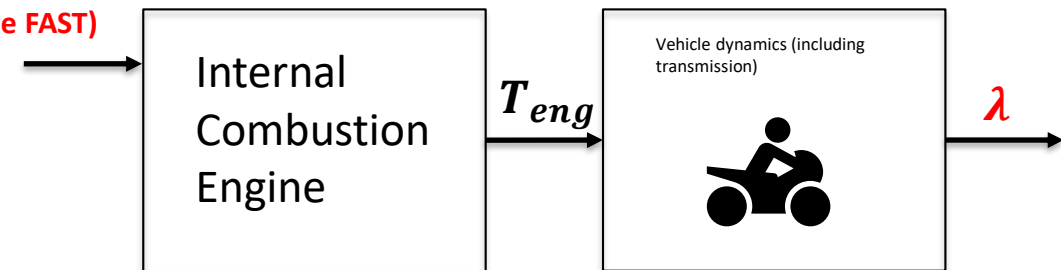 e FAST)
Internal
Combustion
Engine
T_eng
Vehicle dynamics (including
transmission)
λ